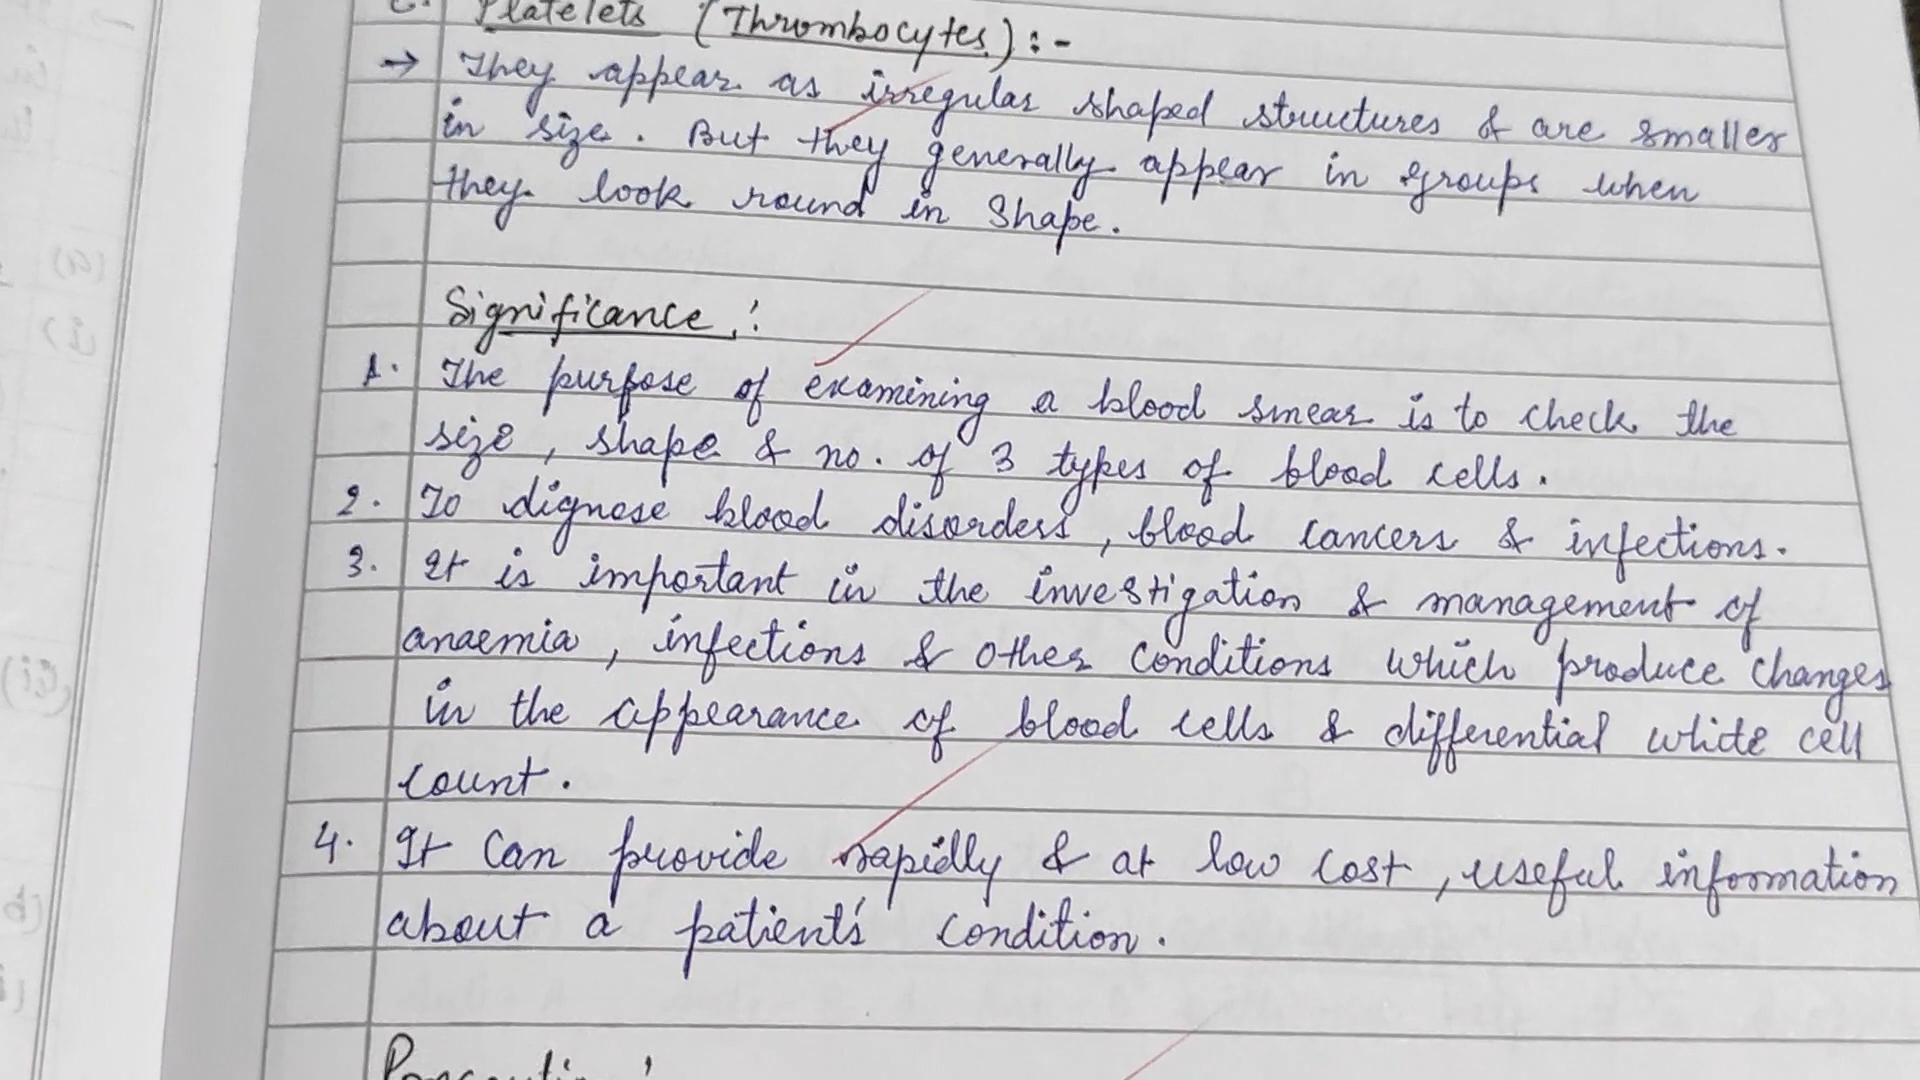 C. Platelets (Thrombocytes) :-
→ They appear as irregular shaped structures & are smaller
in size. But they generally appear in groups when
they look round in Shape.
Significance :
1. The purpose of examining a blood smear is to check the
size, shape & no. of 3 types of blood cells.
2. To dignose blood disorders, blood cancers & infections.
3. It is important in the investigation & management of
anaemia, infections & other conditions which produce changes
in the appearance of blood cells & differential white cell
count.
4. It Can provide rapidly & at low cost, useful information
about a patient's condition.